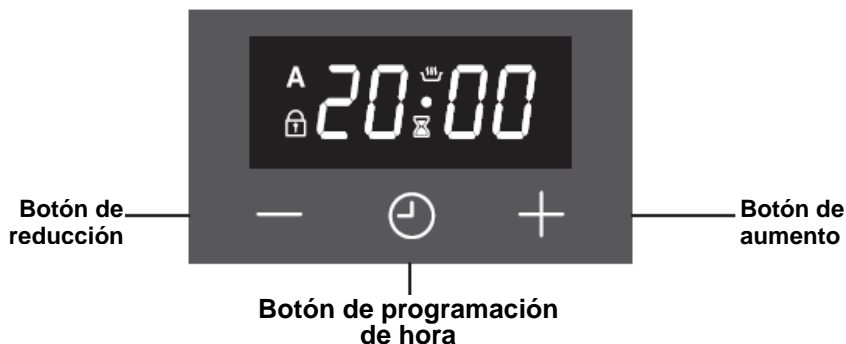 A
20:00
Botón de
reducción
Botón de
aumento
Botón de programación
de hora